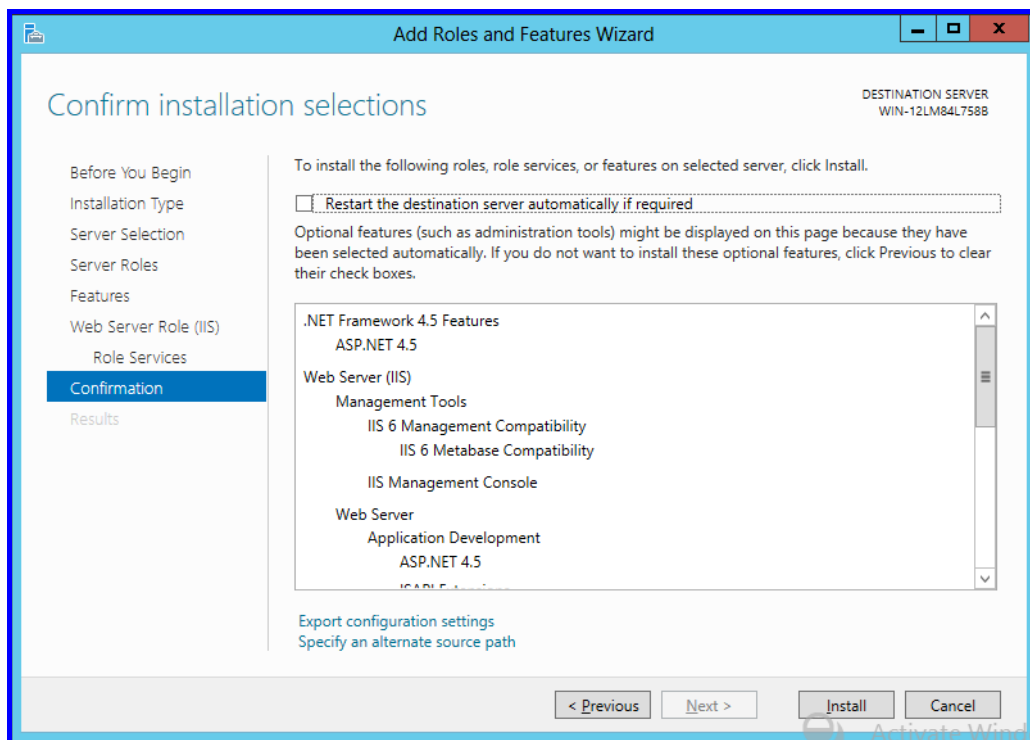 Add Roles and Features Wizard
Confirm installation selections
DESTINATION SERVER
WIN-12LM84L758B
Before You Begin
Installation Type
Server Selection
Server Roles
Features
Web Server Role (IIS)
Role Services
Confirmation
Results
To install the following roles, role services, or features on selected server, click Install.
Restart the destination server automatically if required
Optional features (such as administration tools) might be displayed on this page because they have
been selected automatically. If you do not want to install these optional features, click Previous to clear
their check boxes.
.NET Framework 4.5 Features
ASP.NET 4.5
Web Server (IIS)
Management Tools
IIS 6 Management Compatibility
IIS 6 Metabase Compatibility
IIS Management Console
Web Server
Application Development
ASP.NET 4.5
Export configuration settings
Specify an alternate source path
< Previous
Next >
Install
Cancel
Activate Wind